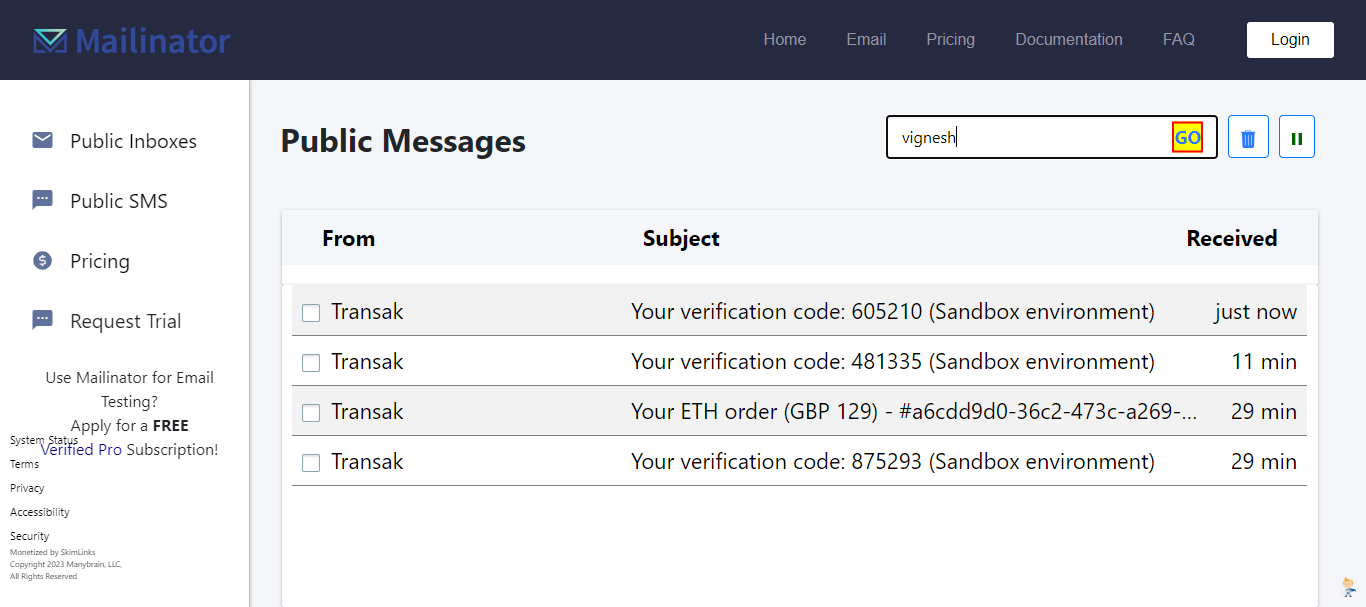 Mailinator
Home Email Pricing Documentation FAQ Login
Public Inboxes
Public SMS
Pricing
Request Trial
Use Mailinator for Email
Testing?
Apply for a FREE
Verified Pro Subscription!
System Status
Terms
Privacy
Accessibility
Security
Monetized by SkimLinks
Copyright 2023 Manybrain, LLC,
All Rights Reserved
Public Messages
vignesh GO
From Subject Received
Transak Your verification code: 605210 (Sandbox environment) just now
Transak Your verification code: 481335 (Sandbox environment) 11 min
Transak Your ETH order (GBP 129) - #a6cdd9d0-36c2-473c-a269-... 29 min
Transak Your verification code: 875293 (Sandbox environment) 29 min